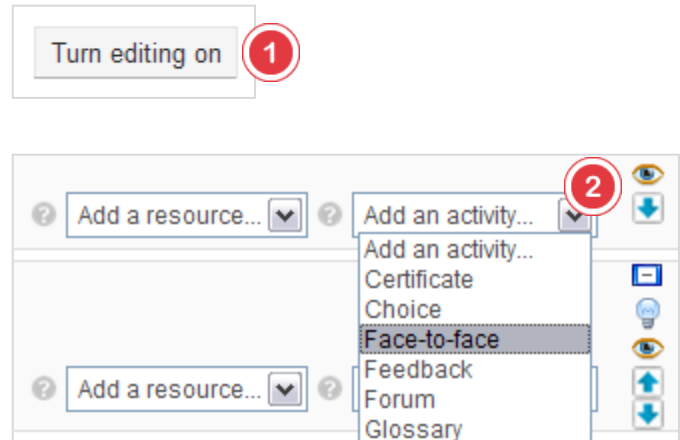 Turn editing on 1
2
? Add a resource... ? Add an activity...
Add an activity...
Certificate
Choice
Face-to-face
Feedback
? Add a resource... ?
Forum
Glossary